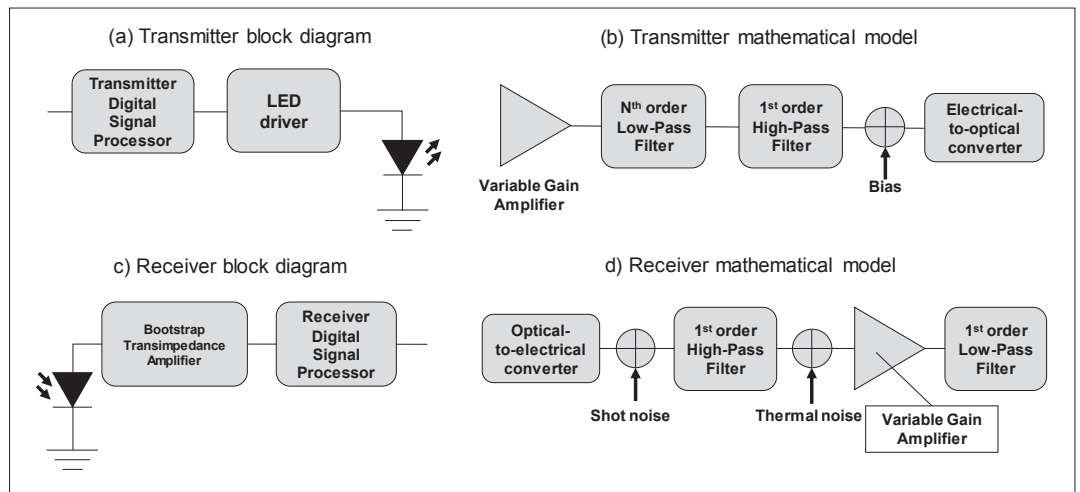 (a) Transmitter block diagram
Transmitter
Digital
Signal
Processor
LED
driver
(b) Transmitter mathematical model
Variable Gain
Amplifier
Nth order
Low-Pass
Filter
1st order
High-Pass
Filter
Bias
Electrical-
to-optical
converter
c) Receiver block diagram
Bootstrap
Transimpedance
Amplifier
Receiver
Digital
Signal
Processor
d) Receiver mathematical model
Optical-
to-electrical
converter
Shot noise
1st order
High-Pass
Filter
Thermal noise
Variable Gain
Amplifier
1st order
Low-Pass
Filter